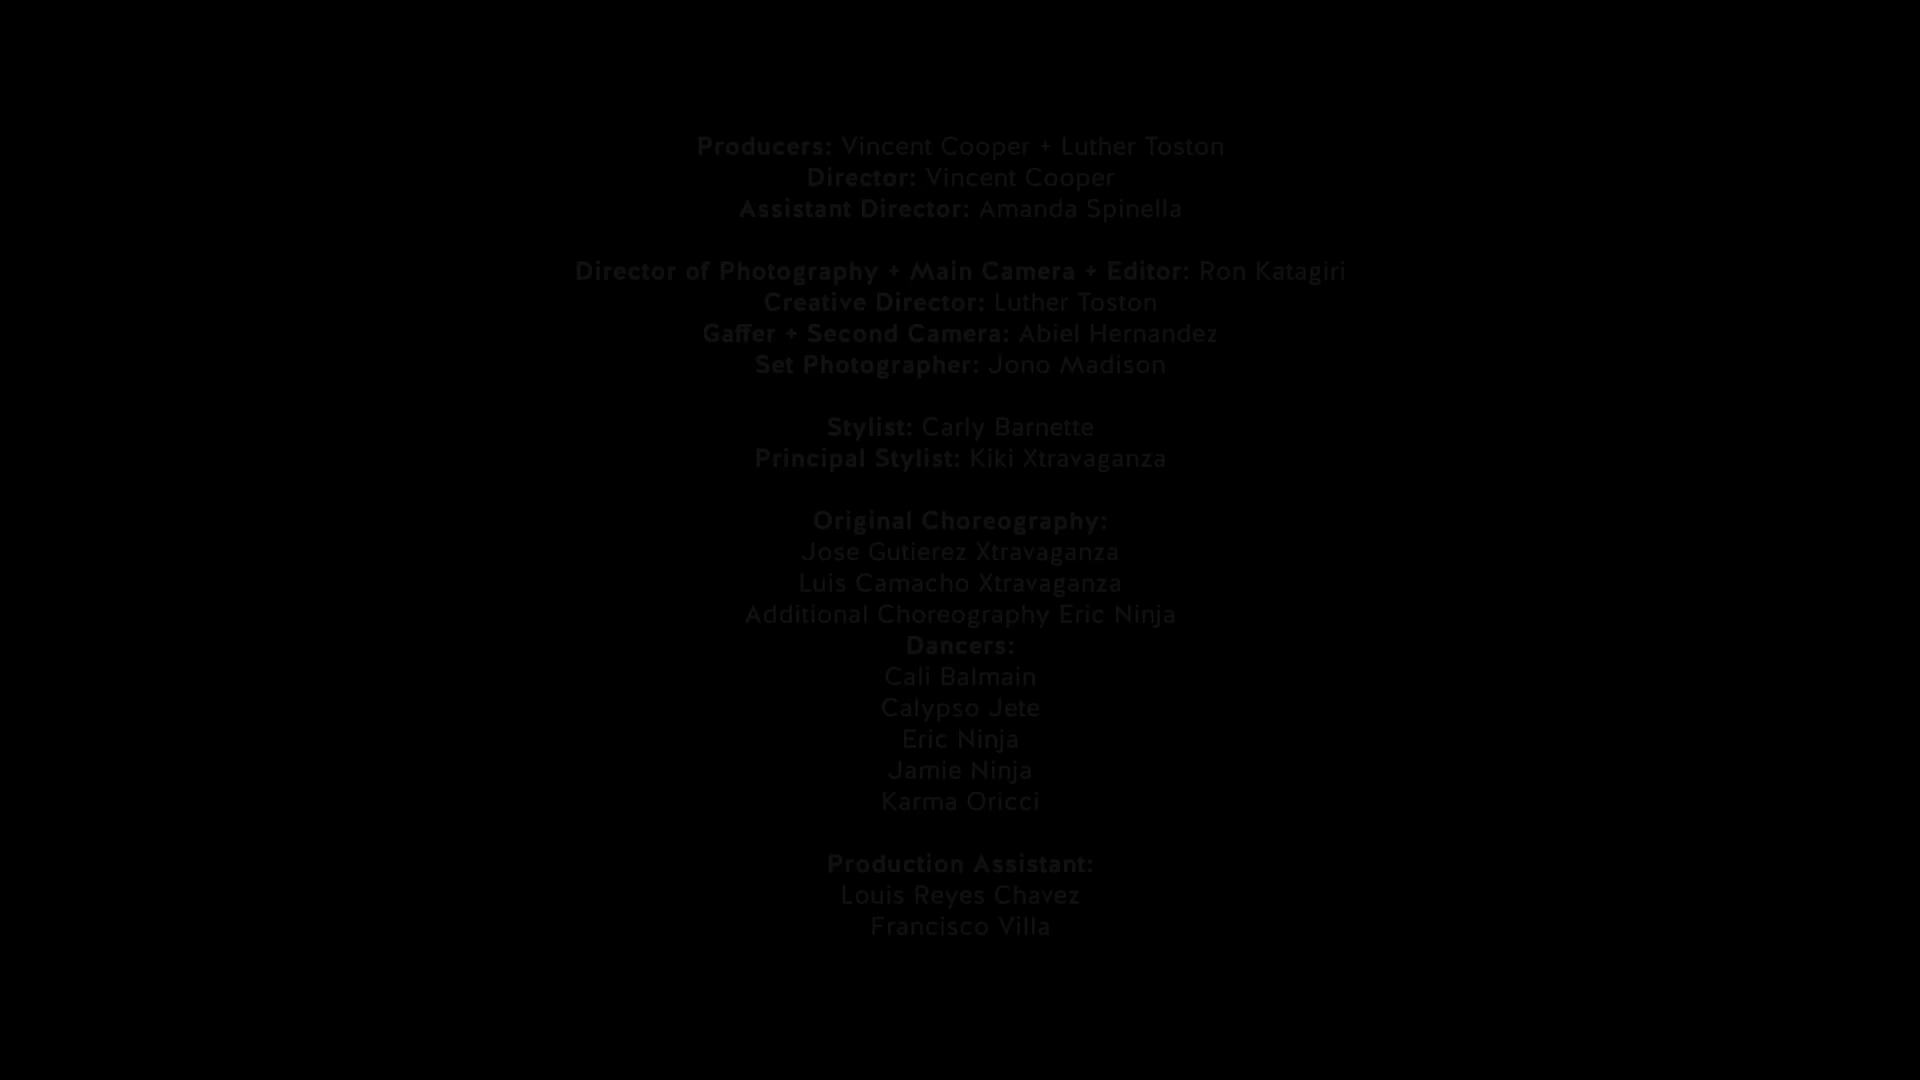 Producers: Vincent Cooper + Luther Toston
Director: Vincent Cooper
Assistant Director: Amanda Spinella
Director of Photography + Main Camera + Editor: Ron Katagiri
Creative Director: Luther Toston
Gaffer + Second Camera: Abiel Hernandez
Set Photographer: Jono Madison
Stylist: Carly Barnette
Principal Stylist: Kiki Xtravaganza
Original Choreography:
Jose Gutierez Xtravaganza
Luis Camacho Xtravaganza
Additional Choreography Eric Ninja
Dancers:
Cali Balmain
Calypso Jete
Eric Ninja
Jamie Ninja
Karma Oricci
Production Assistant:
Louis Reyes Chavez
Francisco Villa